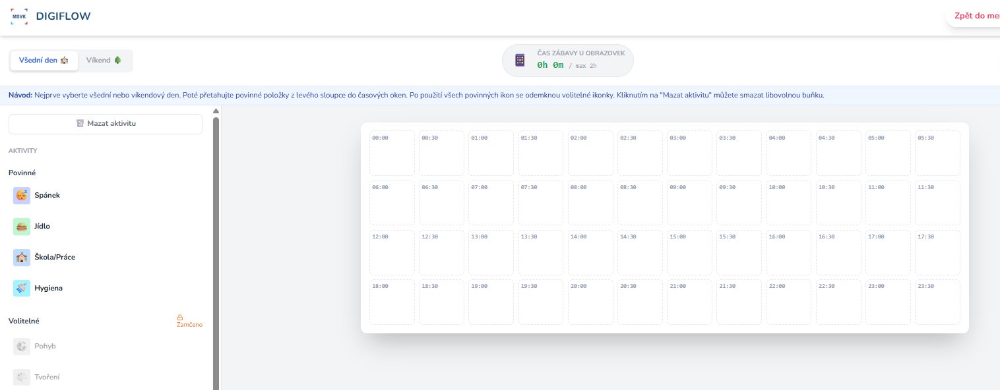 MSVK
DIGIFLOW
Zpět do me
Všední den
Víkend
ČAS ZÁBAVY U OBRAZOVEK
0h 0m / max 2h
Návod: Nejprve vyberte všední nebo víkendový den. Poté přetahujte povinné položky z levého sloupce do časových oken. Po použití všech povinných ikon se odemknou volitelné ikonky. Kliknutím na "Mazat aktivitu" můžete smazat libovolnou buňku.
Mazat aktivitu
AKTIVITY
Povinné
Spánek
Jídlo
Škola/Práce
Hygiena
Volitelné
Zamčeno
Pohyb
Tvoření
00:00 00:30 01:00 01:30 02:00 02:30 03:00 03:30 04:00 04:30 05:00 05:30
06:00 06:30 07:00 07:30 08:00 08:30 09:00 09:30 10:00 10:30 11:00 11:30
12:00 12:30 13:00 13:30 14:00 14:30 15:00 15:30 16:00 16:30 17:00 17:30
18:00 18:30 19:00 19:30 20:00 20:30 21:00 21:30 22:00 22:30 23:00 23:30